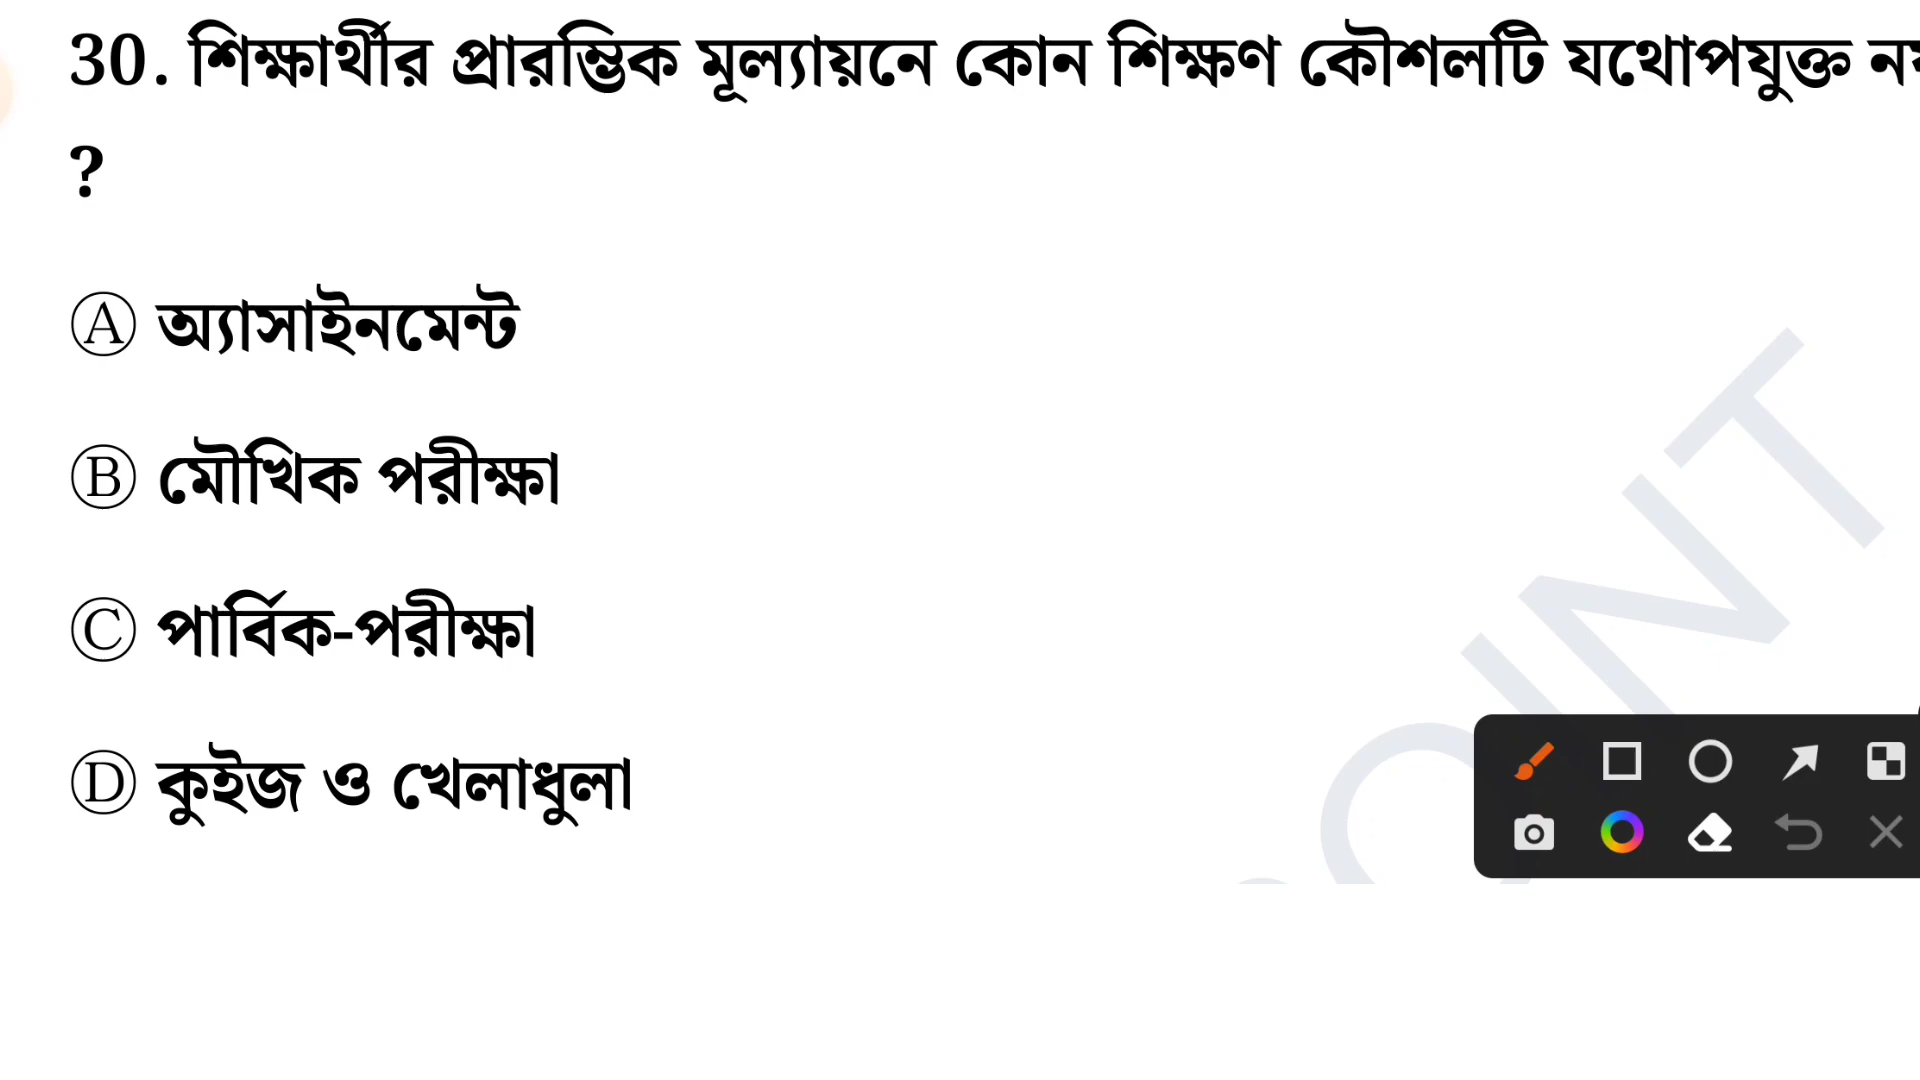 30. শিক্ষার্থীর প্রারম্ভিক মূল্যায়নে কোন শিক্ষণ কৌশলটি যথোপযুক্ত
?
Ⓐ অ্যাসাইনমেন্ট
Ⓑ মৌখিক পরীক্ষা
Ⓒ পার্বিক-পরীক্ষা
Ⓓ কুইজ ও খেলাধুলা